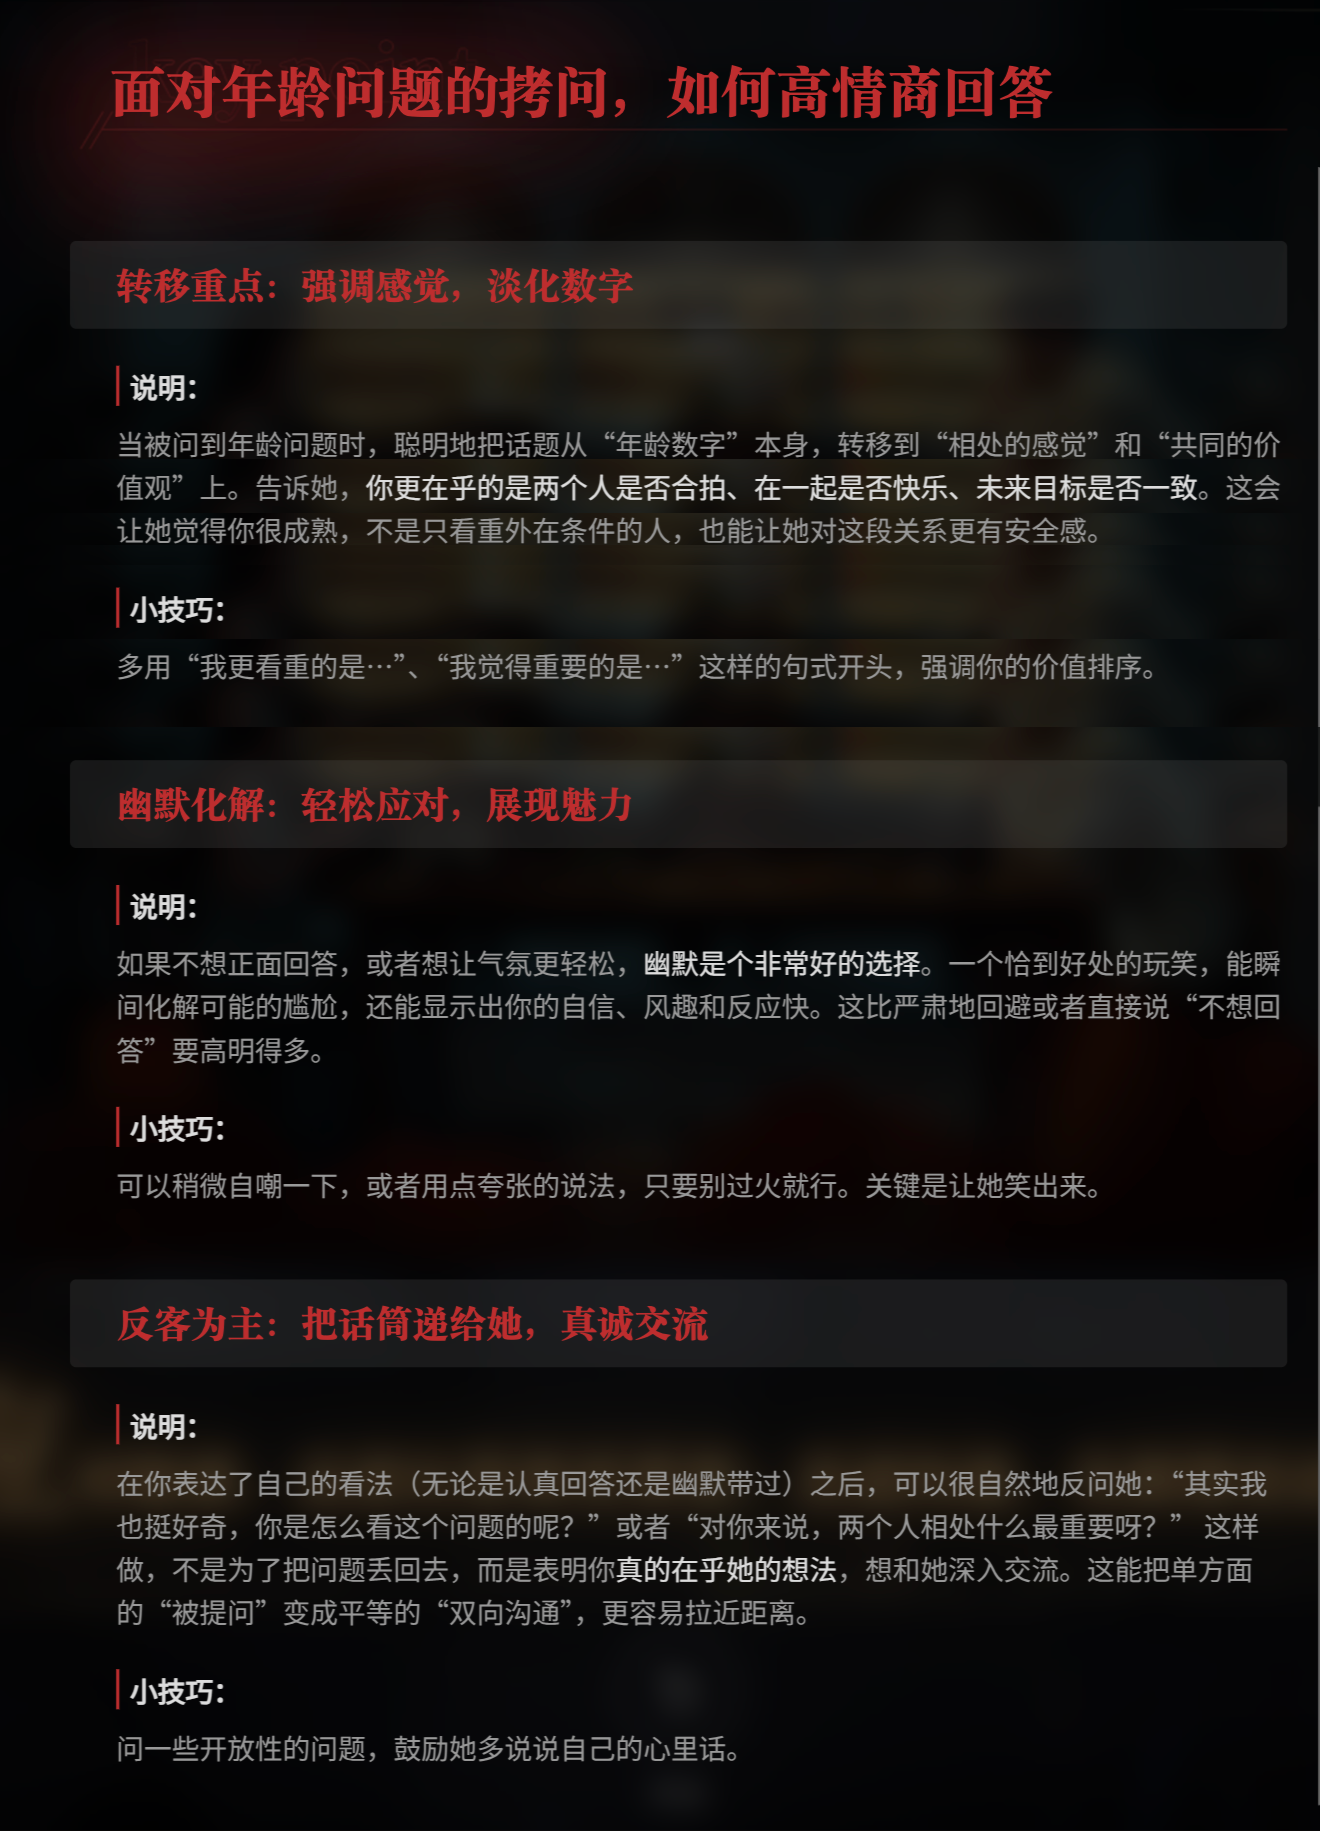 key point
面对年龄问题的拷问，如何高情商回答
转移重点：强调感觉，淡化数字
说明：
当被问到年龄问题时，聪明地把话题从“年龄数字”本身，转移到“相处的感觉”和“共同的价
值观”上。告诉她，你更在乎的是两个人是否合拍、在一起是否快乐、未来目标是否一致。这会
让她觉得你很成熟，不是只看重外在条件的人，也能让她对这段关系更有安全感。
小技巧：
多用“我更看重的是…”、“我觉得重要的是…”这样的句式开头，强调你的价值排序。
幽默化解：轻松应对，展现魅力
说明：
如果不想正面回答，或者想让气氛更轻松，幽默是个非常好的选择。一个恰到好处的玩笑，能瞬
间化解可能的尴尬，还能显示出你的自信、风趣和反应快。这比严肃地回避或者直接说“不想回
答”要高明得多。
小技巧：
可以稍微自嘲一下，或者用点夸张的说法，只要别过火就行。关键是让她笑出来。
反客为主：把话筒递给她，真诚交流
说明：
在你表达了自己的看法（无论是认真回答还是幽默带过）之后，可以很自然地反问她：“其实我
也挺好奇，你是怎么看这个问题的呢？”或者“对你来说，两个人相处什么最重要呀？” 这样
做，不是为了把问题丢回去，而是表明你真的在乎她的想法，想和她深入交流。这能把单方面
的“被提问”变成平等的“双向沟通”，更容易拉近距离。
小技巧：
问一些开放性的问题，鼓励她多说说自己的心里话。